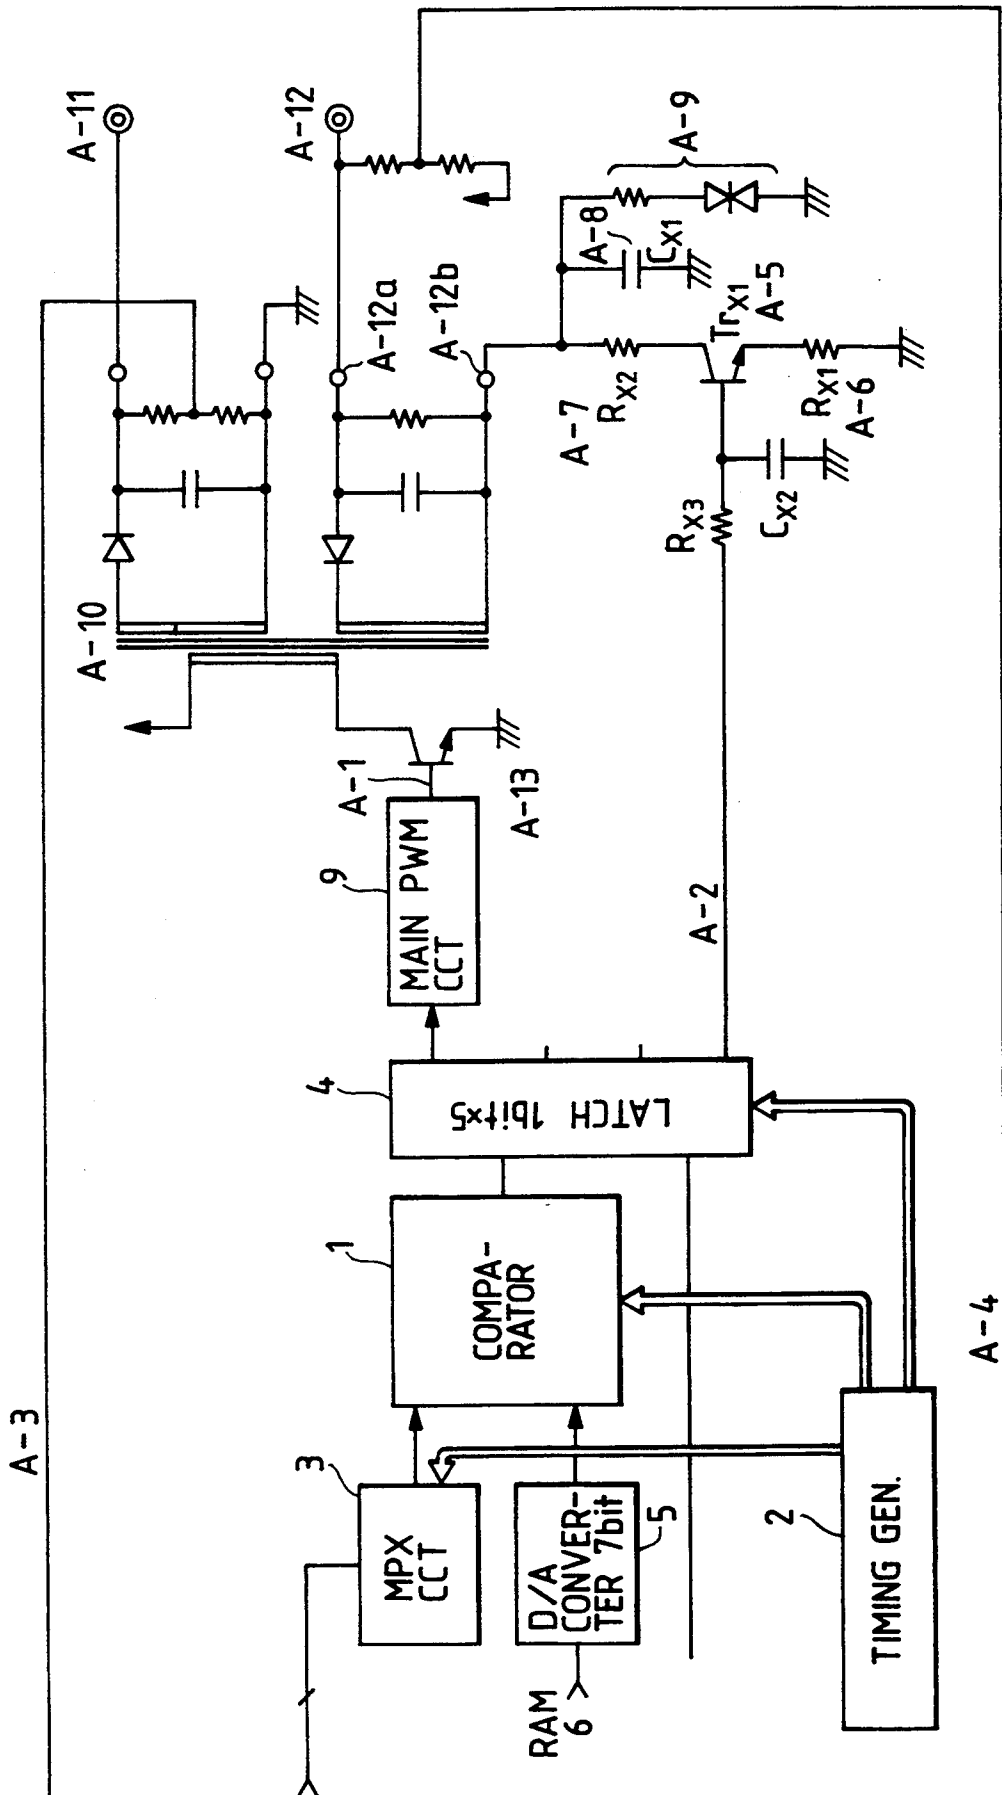 A-3
A-10
A-11
A-12
A-12a
A-12b
A-1
A-13
9
MAIN PWM
CCT
A-7
RX2
A-8
CX1
A-9
TrX1
A-5
RX1
A-6
RX3
CX2
A-2
4
LATCH 1bit×5
1
COMPA-
RATOR
3
MPX
CCT
D/A
CONVER-
TER 7bit
5
RAM
6
2
TIMING GEN.
A-4